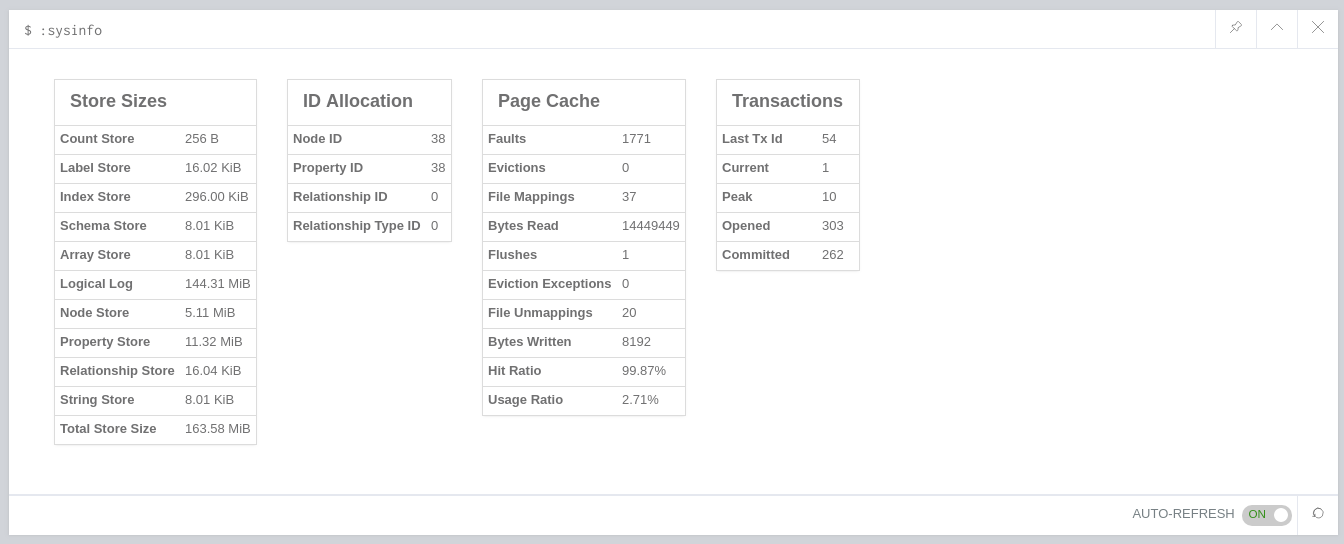 $ :sysinfo
Store Sizes
Count Store 256 B
Label Store 16.02 KiB
Index Store 296.00 KiB
Schema Store 8.01 KiB
Array Store 8.01 KiB
Logical Log 144.31 MiB
Node Store 5.11 MiB
Property Store 11.32 MiB
Relationship Store 16.04 KiB
String Store 8.01 KiB
Total Store Size 163.58 MiB
ID Allocation
Node ID 38
Property ID 38
Relationship ID 0
Relationship Type ID 0
Page Cache
Faults 1771
Evictions 0
File Mappings 37
Bytes Read 14449449
Flushes 1
Eviction Exceptions 0
File Unmappings 20
Bytes Written 8192
Hit Ratio 99.87%
Usage Ratio 2.71%
Transactions
Last Tx Id 54
Current 1
Peak 10
Opened 303
Committed 262
AUTO-REFRESH ON